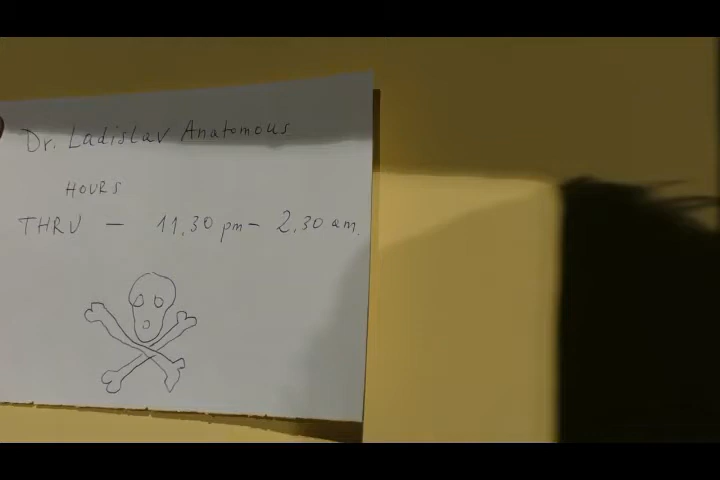 Dr. Ladislav Anatomous
HOURS
THRU — 11.30 pm – 2.30 am.